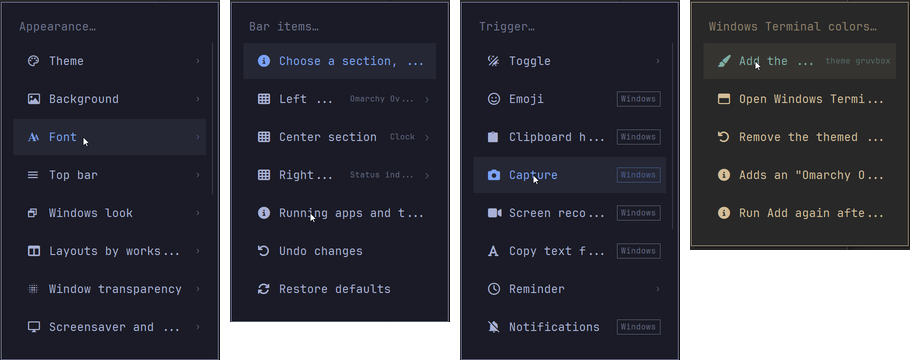 Appearance…
Theme
Background
Font
Top bar
Windows look
Layouts by works...
Window transparency
Screensaver and ...
Bar items…
Choose a section, ...
Left ... Omarchy Ov...
Center section Clock
Right... Status ind...
Running apps and t...
Undo changes
Restore defaults
Trigger…
Toggle
Emoji Windows
Clipboard h... Windows
Capture Windows
Screen reco... Windows
Copy text f... Windows
Reminder
Notifications Windows
Windows Terminal colors…
Add the ... theme gruvbox
Open Windows Termi...
Remove the themed ...
Adds an "Omarchy O...
Run Add again afte...